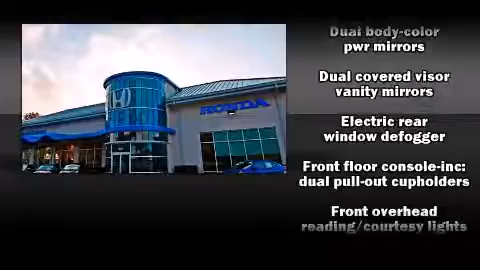 Dual body-color
pwr mirrors
Dual covered visor
vanity mirrors
Electric rear
window defogger
Front floor console-inc:
dual pull-out cupholders
Front overhead
reading/courtesy lights
HONDA